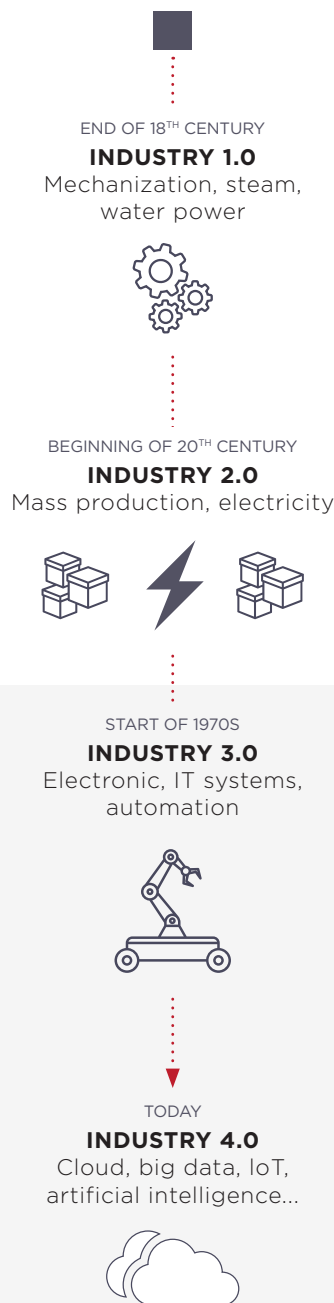 END OF 18TH CENTURY
INDUSTRY 1.0
Mechanization, steam,
water power
BEGINNING OF 20TH CENTURY
INDUSTRY 2.0
Mass production, electricity
START OF 1970S
INDUSTRY 3.0
Electronic, IT systems,
automation
TODAY
INDUSTRY 4.0
Cloud, big data, IoT,
artificial intelligence...